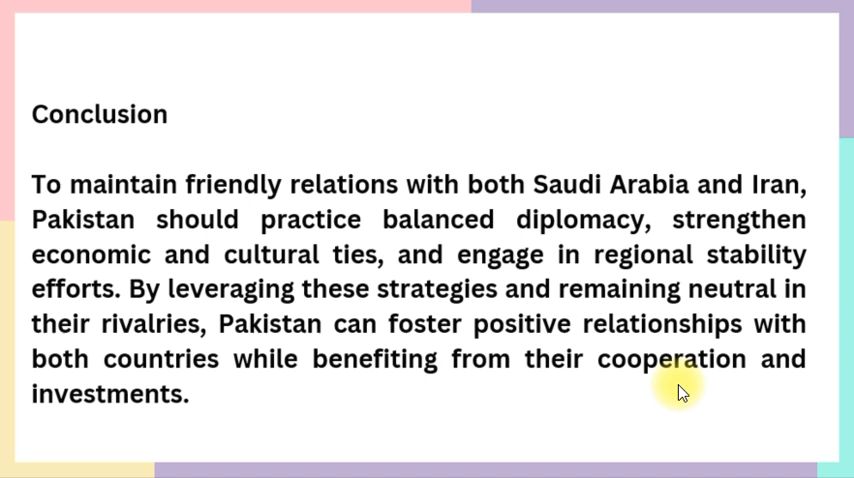 Conclusion
To maintain friendly relations with both Saudi Arabia and Iran,
Pakistan should practice balanced diplomacy, strengthen
economic and cultural ties, and engage in regional stability
efforts. By leveraging these strategies and remaining neutral in
their rivalries, Pakistan can foster positive relationships with
both countries while benefiting from their cooperation and
investments.